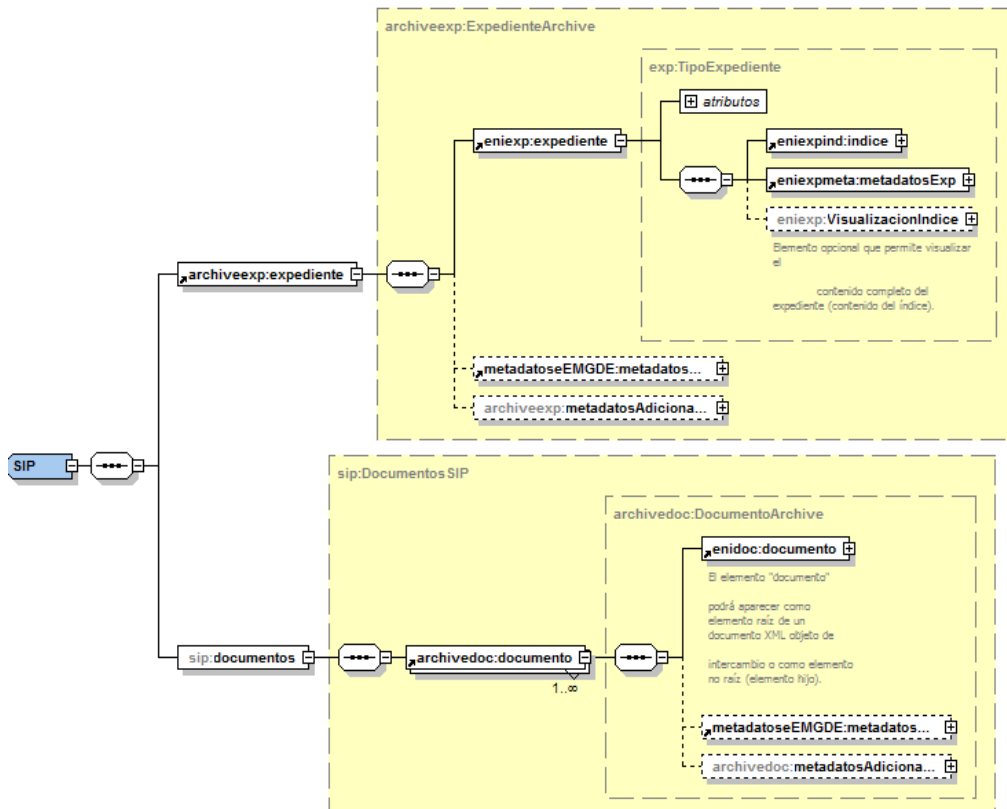 archiveexp:ExpedienteArchive
exp:TipoExpediente
atributos
eniexp:expediente
eniexpind:indice
eniexpmeta:metadatosExp
eniexp:VisualizacionIndice
Elemento opcional que permite visualizar
el
contenido completo del
expediente (contenido del índice).
archiveexp:expediente
metadatoseEMGDE:metadatos...
archiveexp:metadatosAdiciona...
SIP
sip:DocumentosSIP
archivedoc:DocumentoArchive
enidoc:documento
El elemento "documento"
podrá aparecer como
elemento raíz de un
documento XML objeto de
intercambio o como elemento
no raíz (elemento hijo).
sip:documentos
archivedoc:documento
1..∞
metadatoseEMGDE:metadatos...
archivedoc:metadatosAdiciona...